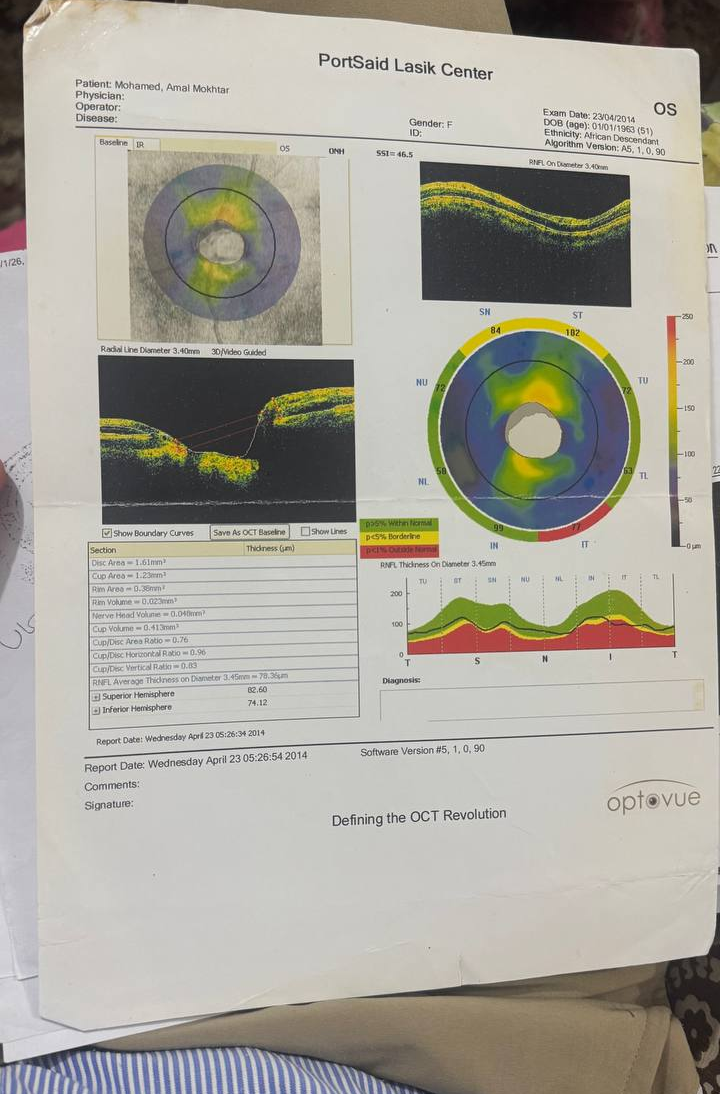 PortSaid Lasik Center
Patient: Mohamed, Amal Mokhtar
Physician:
Operator:
Disease:
Gender: F
ID:
OS
Exam Date: 23/04/2014
DOB (age): 01/01/1963 (51)
Ethnicity: African Descendant
Algorithm Version: A5, 1, 0, 90
Baseline IR OS ONH SSI= 46.5
RNFL On Diameter 3.40mm
Radial Line Diameter 3.40mm 3D/Video Guided
SN ST
84 102
NU 72 72 TU
NL 58 63 TL
99 77
IN IT
250
200
150
100
50
0 µm
Show Boundary Curves Save As OCT Baseline Show Lines
p>5% Within Normal
p<5% Borderline
p<1% Outside Normal
Section Thickness (µm)
Disc Area = 1.61mm²
Cup Area = 1.23mm²
Rim Area = 0.38mm²
Rim Volume = 0.023mm³
Nerve Head Volume = 0.048mm³
Cup Volume = 0.413mm³
Cup/Disc Area Ratio = 0.76
Cup/Disc Horizontal Ratio = 0.96
Cup/Disc Vertical Ratio = 0.83
RNFL Average Thickness on Diameter 3.45mm = 78.36µm
Superior Hemisphere 82.60
Inferior Hemisphere 74.12
RNFL Thickness On Diameter 3.45mm
TU ST SN NU NL IN IT TL
200
100
0
T S N I T
Diagnosis:
Report Date: Wednesday April 23 05:26:34 2014
Report Date: Wednesday April 23 05:26:54 2014
Software Version #5, 1, 0, 90
Comments:
Signature:
Defining the OCT Revolution
optovue
/1/26,